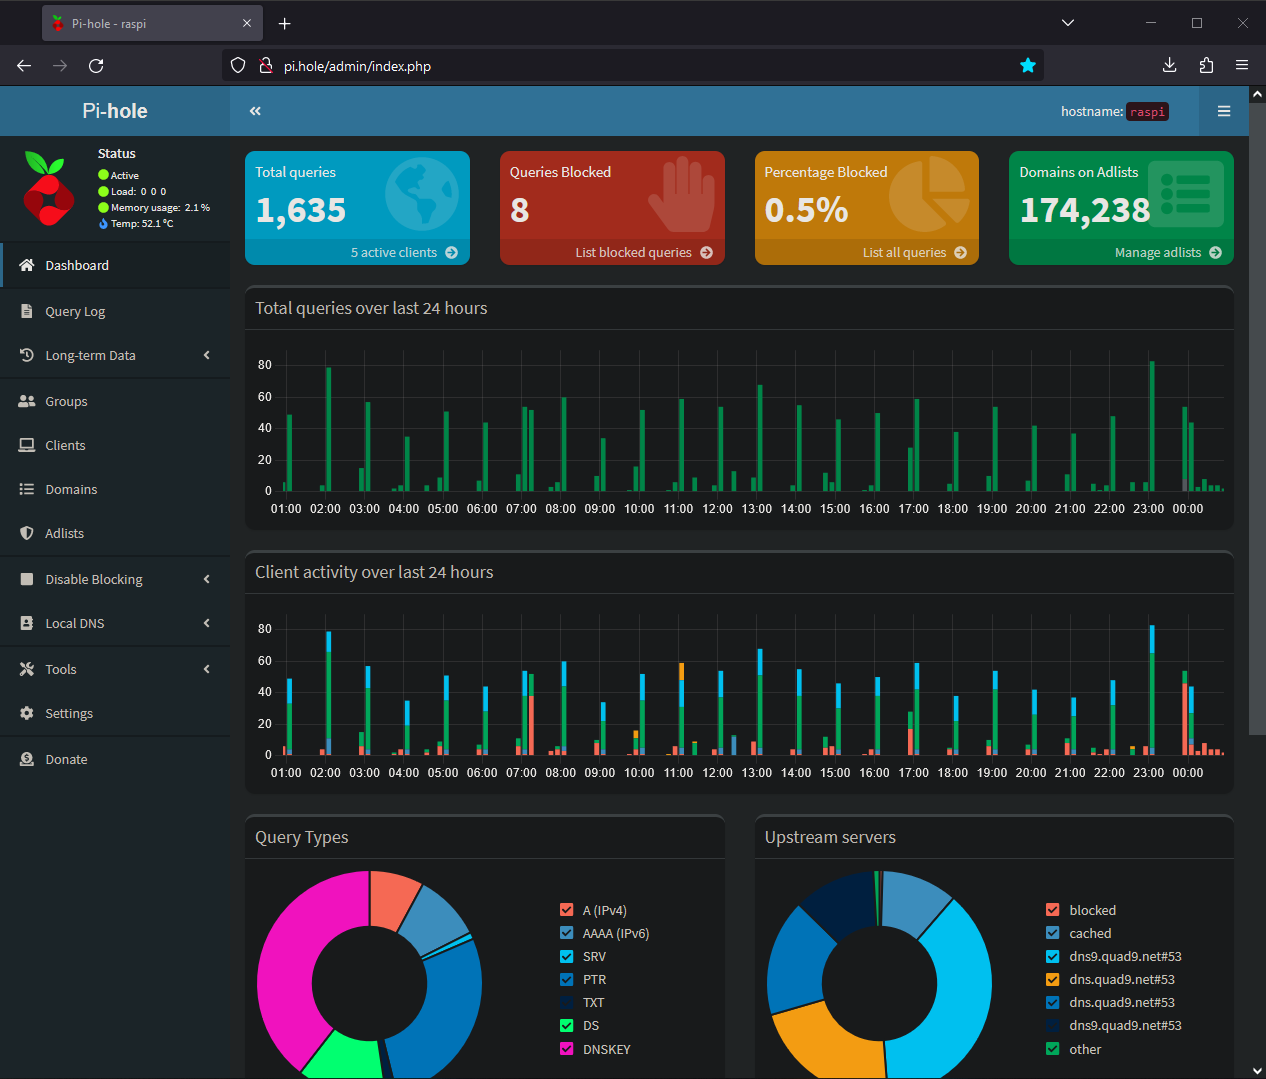 Pi-hole - raspi
pi.hole/admin/index.php
Pi-hole
hostname: raspi
Status
Active
Load: 0 0 0
Memory usage: 2.1 %
Temp: 52.1 °C
Dashboard
Query Log
Long-term Data
Groups
Clients
Domains
Adlists
Disable Blocking
Local DNS
Tools
Settings
Donate
Total queries
1,635
5 active clients
Queries Blocked
8
List blocked queries
Percentage Blocked
0.5%
List all queries
Domains on Adlists
174,238
Manage adlists
Total queries over last 24 hours
80
60
40
20
0
01:00 02:00 03:00 04:00 05:00 06:00 07:00 08:00 09:00 10:00 11:00 12:00 13:00 14:00 15:00 16:00 17:00 18:00 19:00 20:00 21:00 22:00 23:00 00:00
Client activity over last 24 hours
80
60
40
20
0
01:00 02:00 03:00 04:00 05:00 06:00 07:00 08:00 09:00 10:00 11:00 12:00 13:00 14:00 15:00 16:00 17:00 18:00 19:00 20:00 21:00 22:00 23:00 00:00
Query Types
A (IPv4)
AAAA (IPv6)
SRV
PTR
TXT
DS
DNSKEY
Upstream servers
blocked
cached
dns9.quad9.net#53
dns.quad9.net#53
dns.quad9.net#53
dns9.quad9.net#53
other